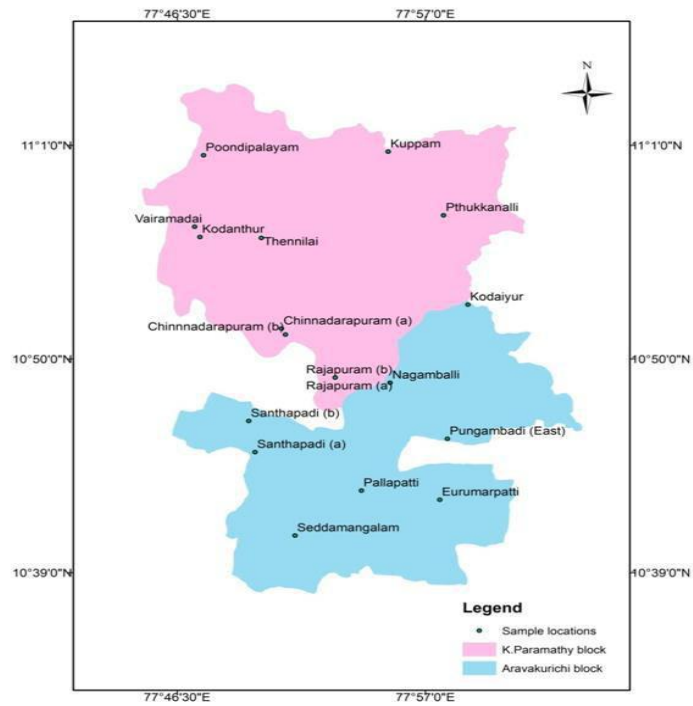 77°46'30"E 77°57'0"E
N
11°1'0"N 11°1'0"N
Kuppam
Poondipalayam
Pthukkanalli
Vairamadai
Kodanthur
Thennilai
Kodaiyur
Chinnadarapuram (a)
Chinnnadarapuram (b)
10°50'0"N 10°50'0"N
Rajapuram (b)
Nagamballi
Rajapuram (a)
Santhapadi (b)
Pungambadi (East)
Santhapadi (a)
Pallapatti
Eurumarpatti
Seddamangalam
10°39'0"N 10°39'0"N
Legend
Sample locations
K.Paramathy block
Aravakurichi block
77°46'30"E 77°57'0"E